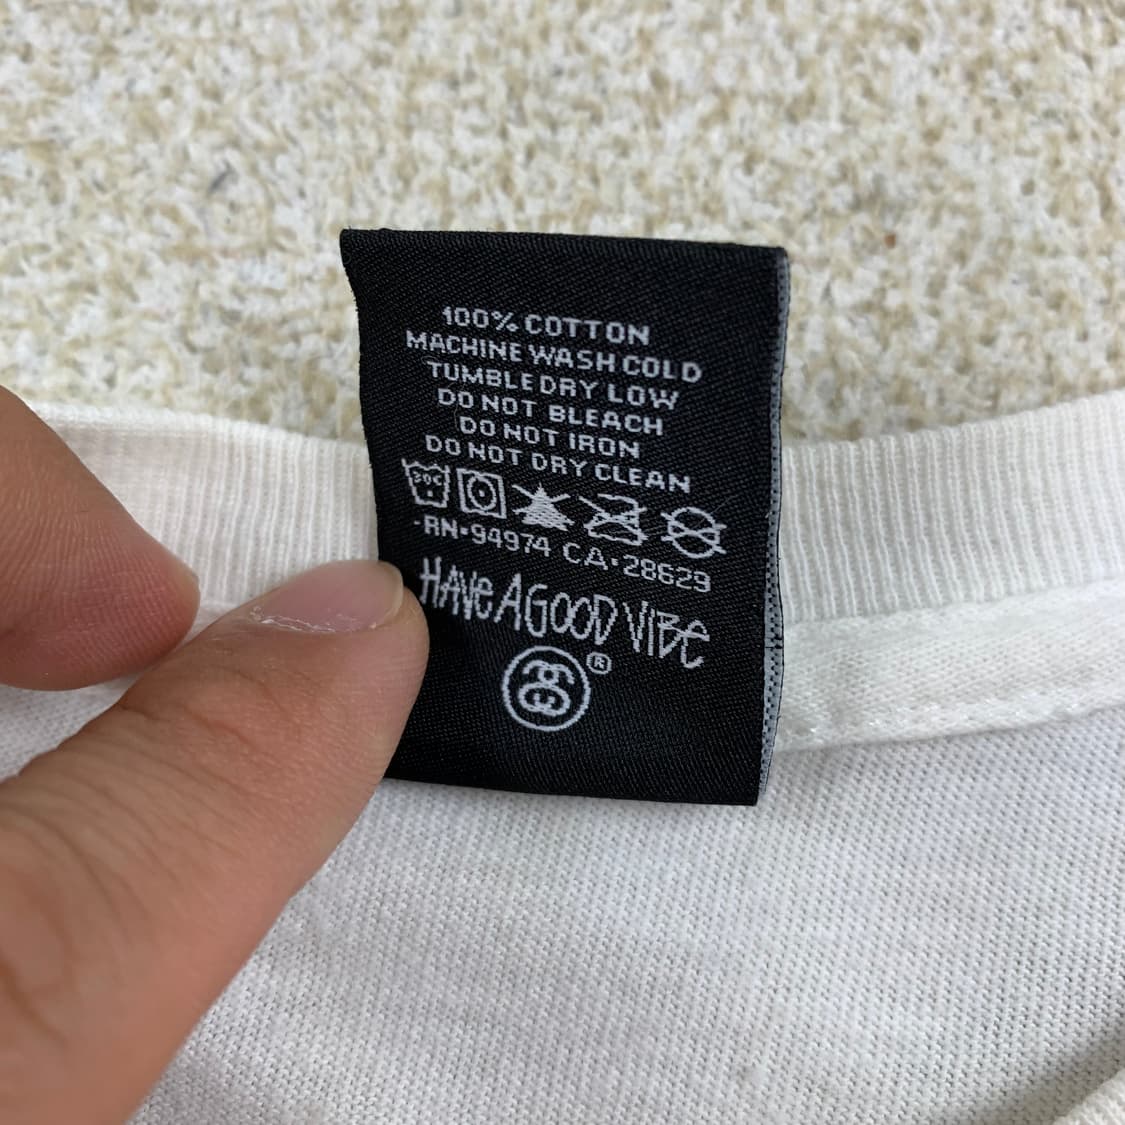 100% COTTON
MACHINE WASH COLD
TUMBLE DRY LOW
DO NOT BLEACH
DO NOT IRON
DO NOT DRY CLEAN
30C
-RN•94974 CA•28629
HAVE A GOOD VIBE
®